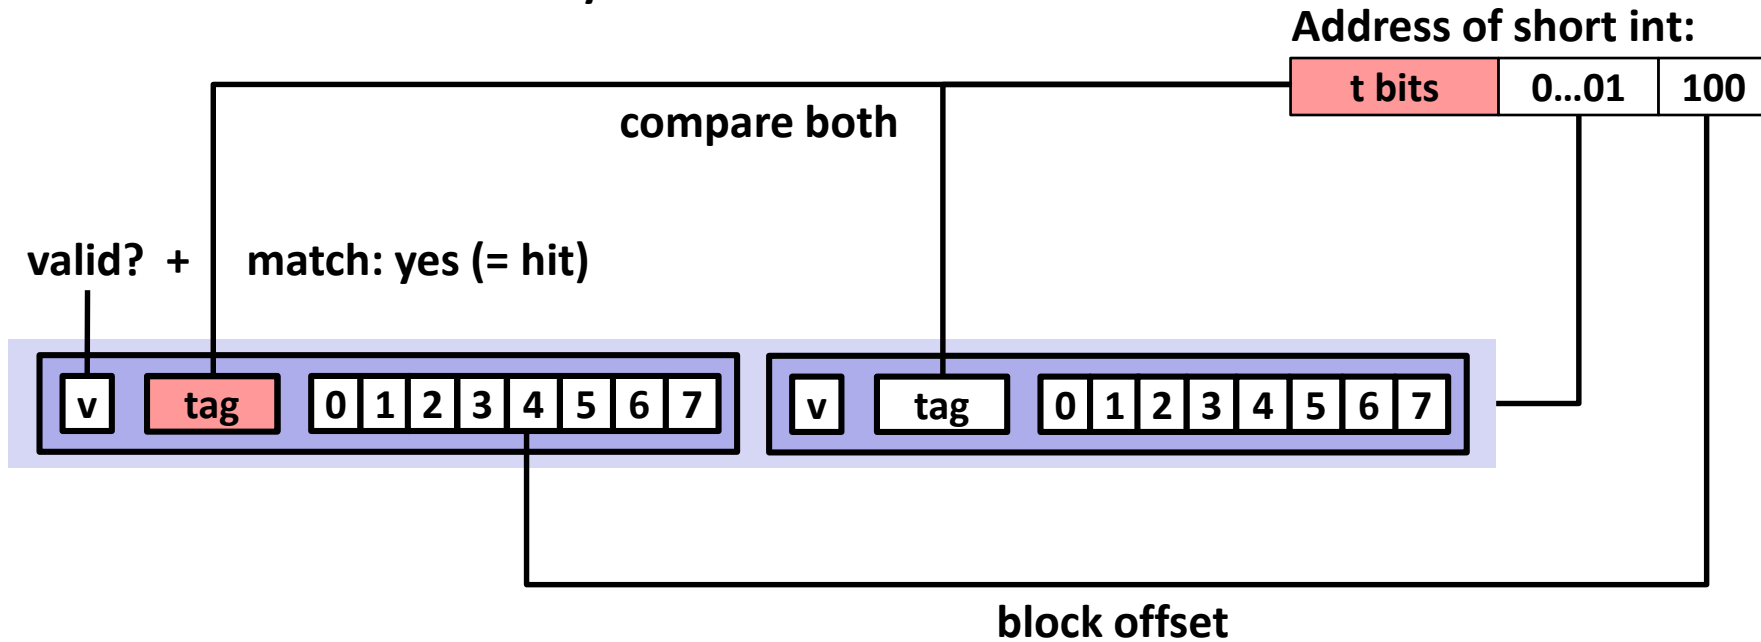 Address of short int:
t bits 0...01 100
compare both
valid? + match: yes (= hit)
v tag 0 1 2 3 4 5 6 7 v tag 0 1 2 3 4 5 6 7
block offset